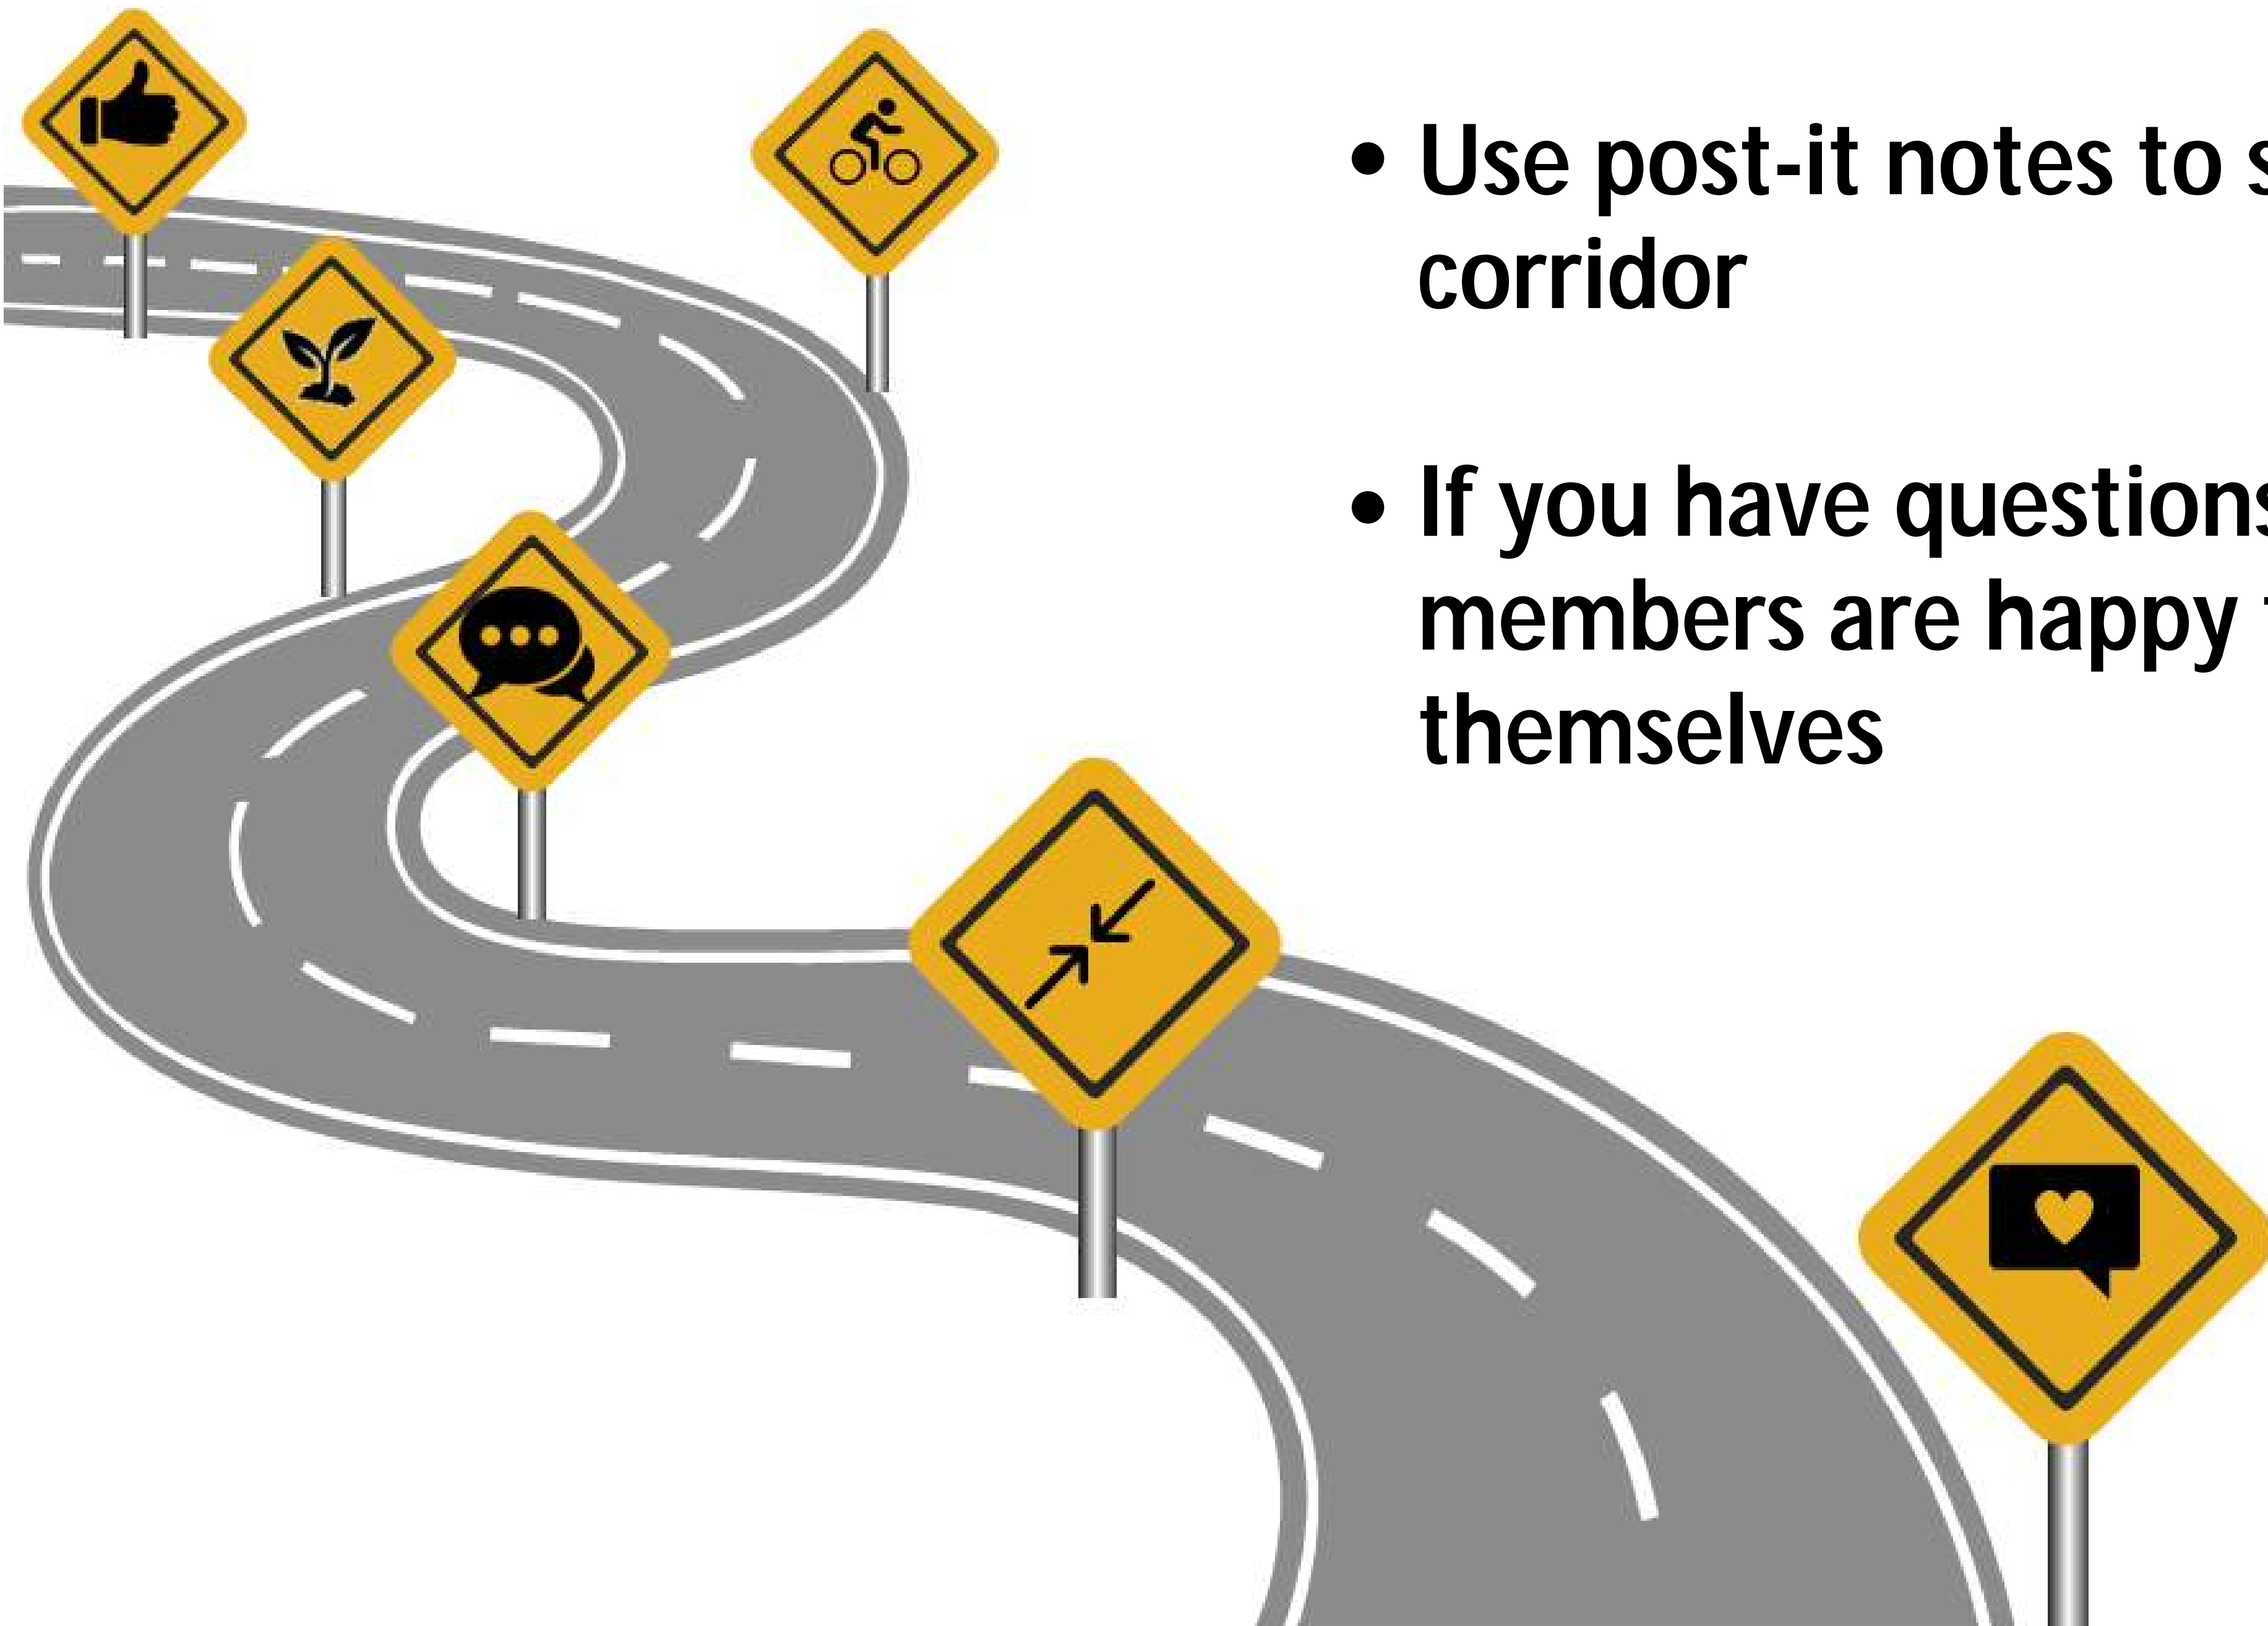 • Use post-it notes to
corridor
• If you have questions
members are happy
themselves